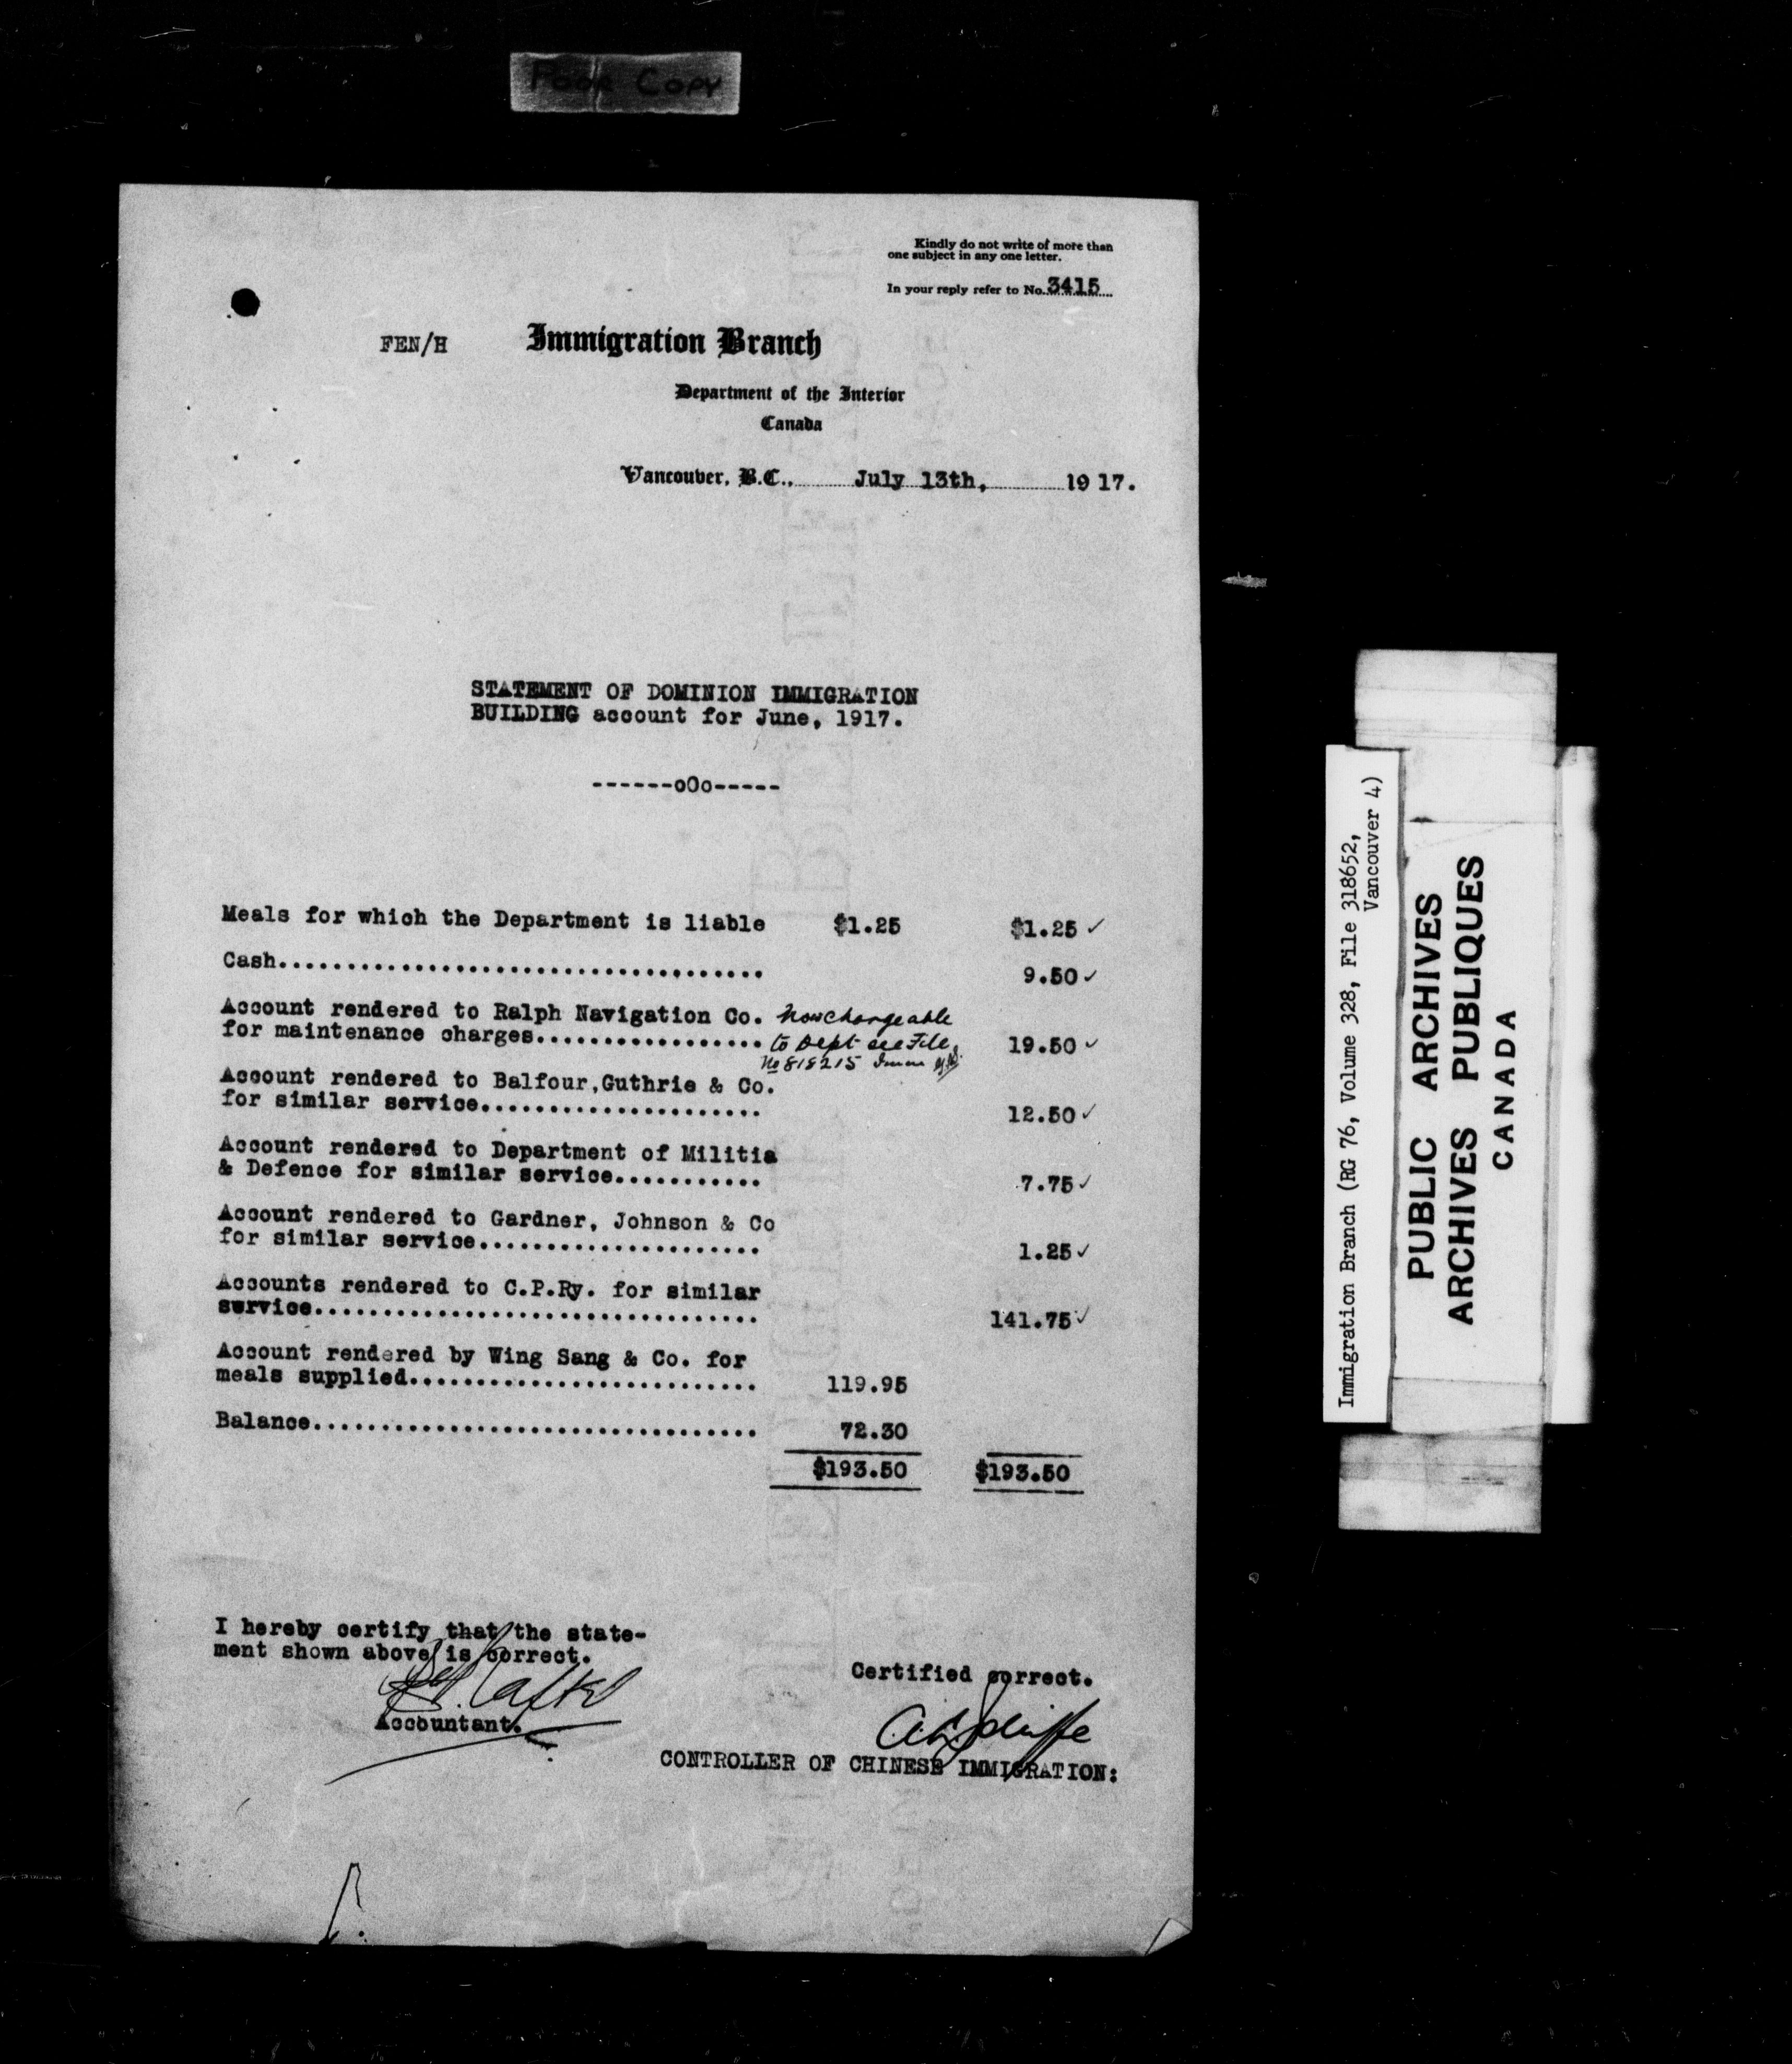 Poor Copy
Kindly do not write of more than
one subject in any one letter.
In your reply refer to No. 3415
FEN/H Immigration Branch
Department of the Interior
Canada
Vancouver, B.C., July 13th, 1917.
STATEMENT OF DOMINION IMMIGRATION
BUILDING account for June, 1917.
------oOo-----
Meals for which the Department is liable $1.25 $1.25 ✓
Cash.................................... 9.50 ✓
Account rendered to Ralph Navigation Co. Now chargeable
for maintenance charges................. to Dept see File 19.50 ✓
No 818215 Imm
Account rendered to Balfour,Guthrie & Co.
for similar service..................... 12.50 ✓
Account rendered to Department of Militia
& Defence for similar service........... 7.75 ✓
Account rendered to Gardner, Johnson & Co
for similar service..................... 1.25 ✓
Accounts rendered to C.P.Ry. for similar
service................................. 141.75 ✓
Account rendered by Wing Sang & Co. for
meals supplied.......................... 119.95
Balance................................. 72.30
$193.50 $193.50
I hereby certify that the state-
ment shown above is correct.
Certified correct.
Accountant.
CONTROLLER OF CHINESE IMMIGRATION:
Immigration Branch (RG 76, Volume 328, File 318652,
Vancouver 4)
PUBLIC ARCHIVES
ARCHIVES PUBLIQUES
CANADA